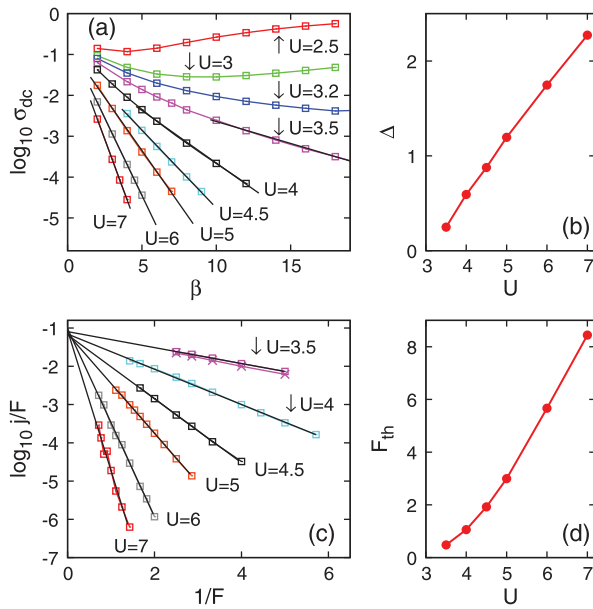 (a)
log₁₀ σdc
0
-1
-2
-3
-4
-5
0 5 10 15
β
↑ U=2.5
↓ U=3
↓ U=3.2
↓ U=3.5
U=4
U=4.5
U=5
U=6
U=7
(b)
Δ
2
1
0
3 4 5 6 7
U
(c)
log₁₀ j/F
-1
-2
-3
-4
-5
-6
-7
0 2 4 6
1/F
↓ U=3.5
↓ U=4
U=4.5
U=5
U=6
U=7
(d)
Fth
8
6
4
2
0
3 4 5 6 7
U